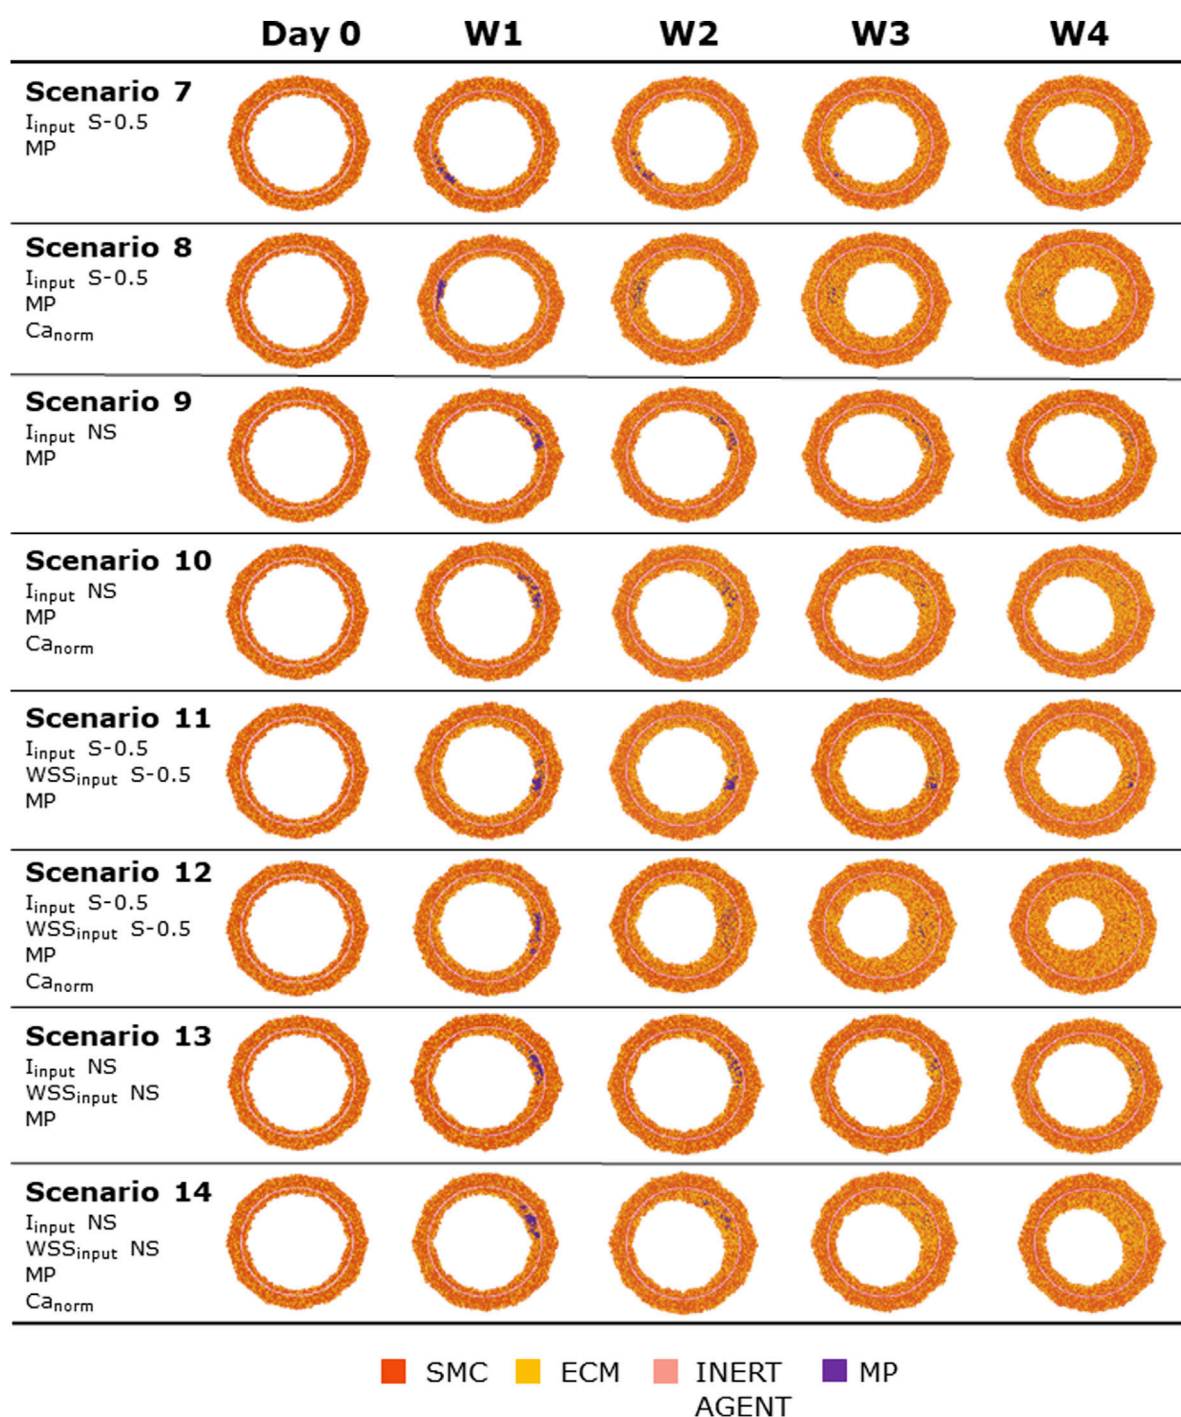 Day 0 W1 W2 W3 W4
Scenario 7
Iinput S-0.5
MP
Scenario 8
Iinput S-0.5
MP
Canorm
Scenario 9
Iinput NS
MP
Scenario 10
Iinput NS
MP
Canorm
Scenario 11
Iinput S-0.5
WSSinput S-0.5
MP
Scenario 12
Iinput S-0.5
WSSinput S-0.5
MP
Canorm
Scenario 13
Iinput NS
WSSinput NS
MP
Scenario 14
Iinput NS
WSSinput NS
MP
Canorm
SMC ECM INERT MP
AGENT